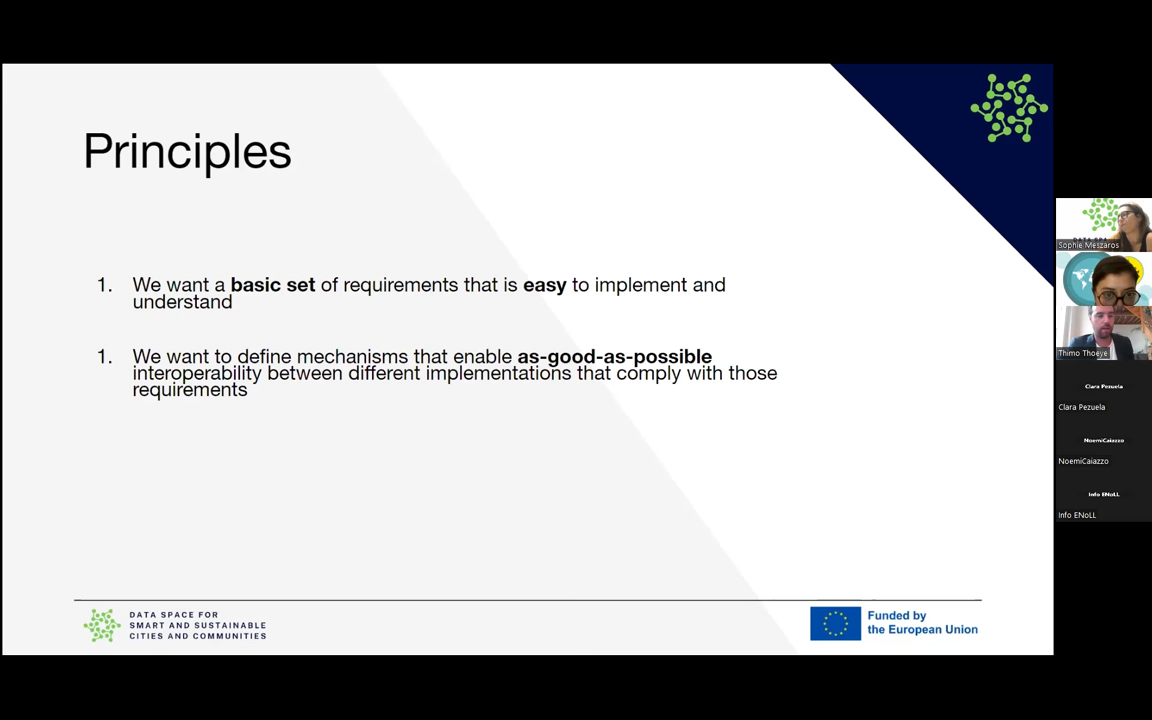 Principles
1. We want a basic set of requirements that is easy to implement and
understand
1. We want to define mechanisms that enable as-good-as-possible
interoperability between different implementations that comply with those
requirements
DATA SPACE FOR
SMART AND SUSTAINABLE
CITIES AND COMMUNITIES
Funded by
the European Union
Sophie Meszaros
Thimo Thoeye
Clara Pezuela
Clara Pezuela
NoemiCaiazzo
NoemiCaiazzo
Info ENoLL
Info ENoLL